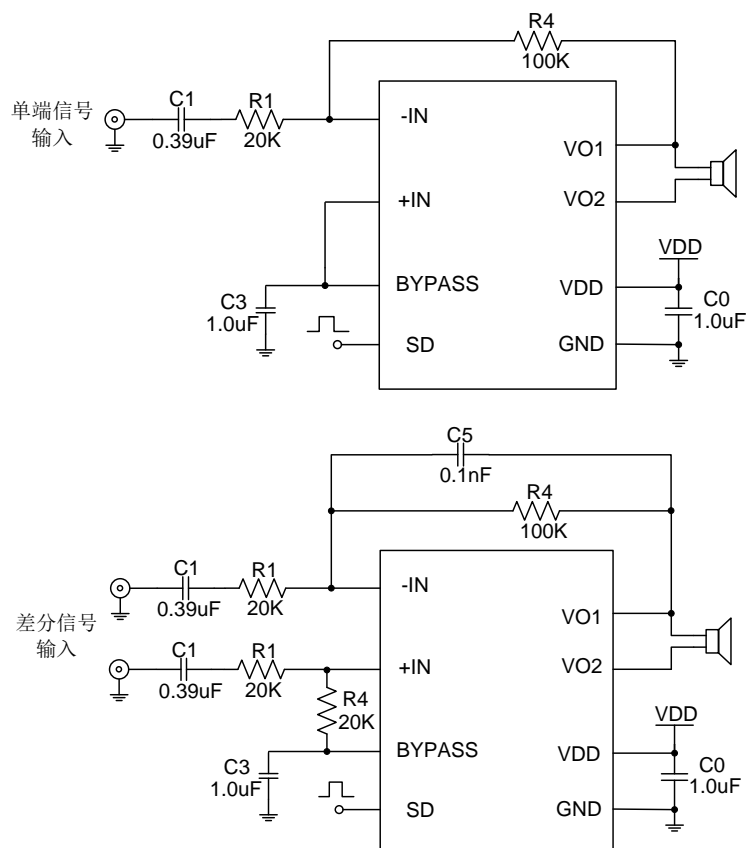 R4
100K
单端信号
输入
C1
0.39uF
R1
20K
-IN
VO1
+IN
VO2
VDD
BYPASS
VDD
C3
1.0uF
C0
1.0uF
SD
GND
C5
0.1nF
R4
100K
差分信号
输入
C1
0.39uF
R1
20K
-IN
VO1
C1
0.39uF
R1
20K
+IN
VO2
R4
20K
VDD
BYPASS
VDD
C3
1.0uF
C0
1.0uF
SD
GND